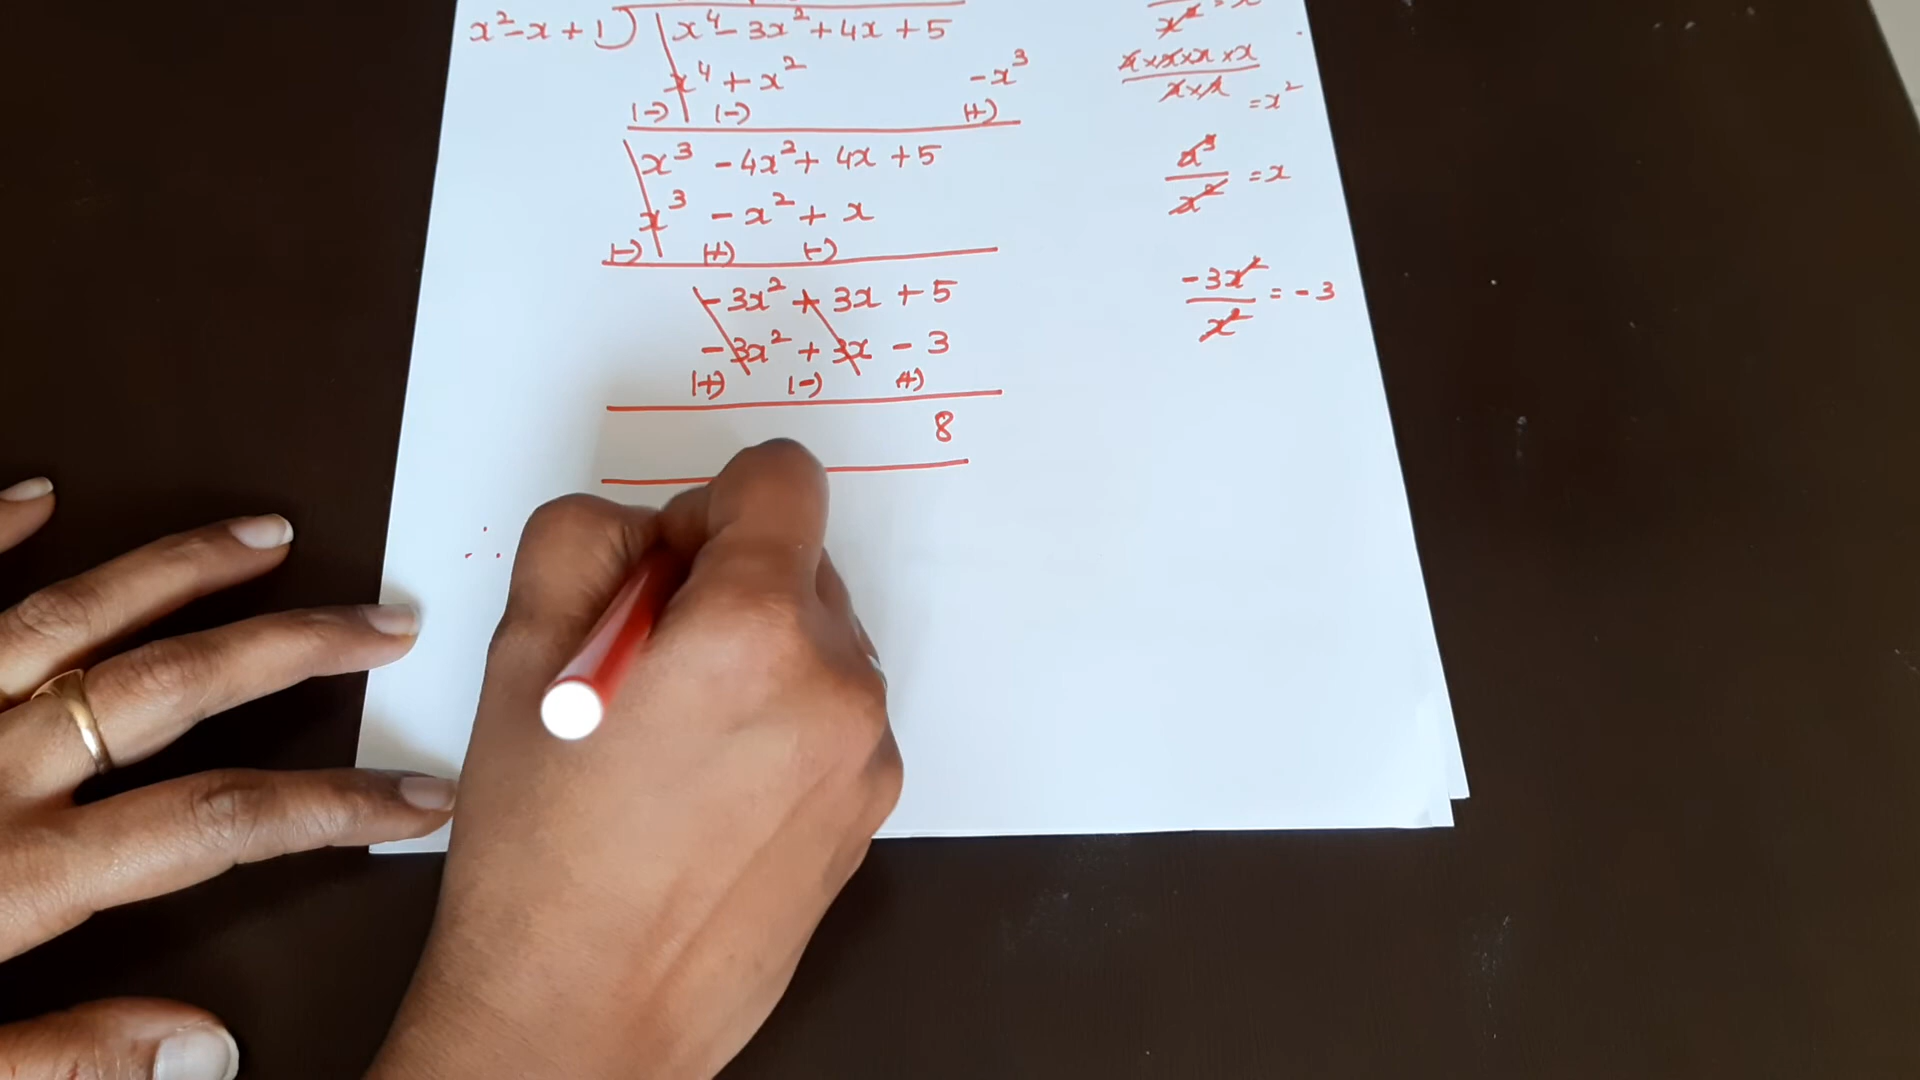 x² - x + 1 ) x⁴ - 3x² + 4x + 5
x⁴ + x² - x³
(-) (-) (+)
x³ - 4x² + 4x + 5
x³ - x² + x
(-) (+) (-)
- 3x² + 3x + 5
- 3x² + 3x - 3
(+) (-) (+)
8
∴
x × x × x × x
x × x
= x²
x³
x²
= x
-3x²
x²
= -3